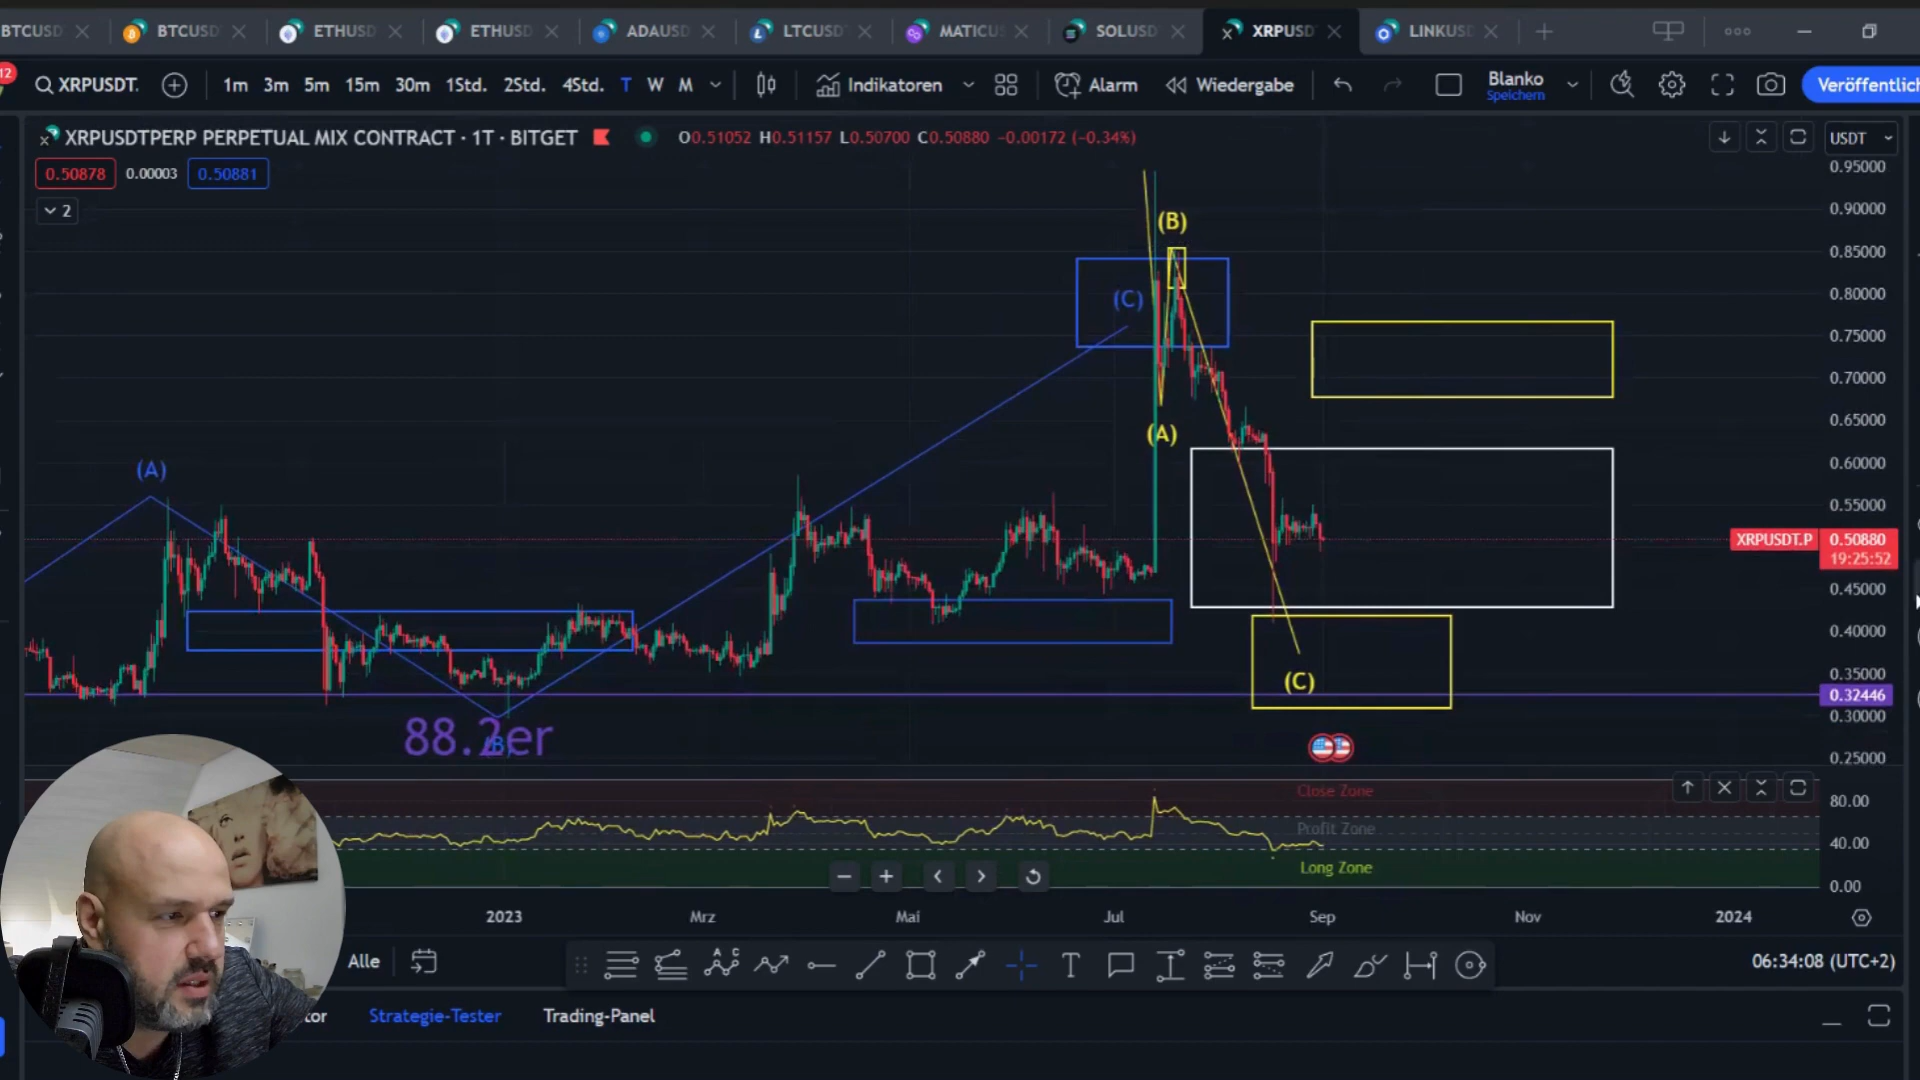 BTCUSD BTCUSD ETHUSD ETHUSD ADAUSD LTCUSD MATICUS SOLUSD XRPUSD LINKUSD
12 XRPUSDT. 1m 3m 5m 15m 30m 1Std. 2Std. 4Std. T W M Indikatoren Alarm Wiedergabe Blanko Veröffentlich
Speichern
XRPUSDTPERP PERPETUAL MIX CONTRACT · 1T · BITGET O0.51052 H0.51157 L0.50700 C0.50880 −0.00172 (−0.34%) USDT
0.50878 0.00003 0.50881
2
0.95000
0.90000
0.85000
0.80000
0.75000
0.70000
0.65000
0.60000
0.55000
XRPUSDT.P 0.50880
19:25:52
0.45000
0.40000
0.35000
0.32446
0.30000
0.25000
(B)
(C)
(A)
(A)
(C)
88.2er
(B)
Close Zone
80.00
Profit Zone
40.00
Long Zone
0.00
2023 Mrz Mai Jul Sep Nov 2024
Alle
A C
B
T
06:34:08 (UTC+2)
tor Strategie-Tester Trading-Panel